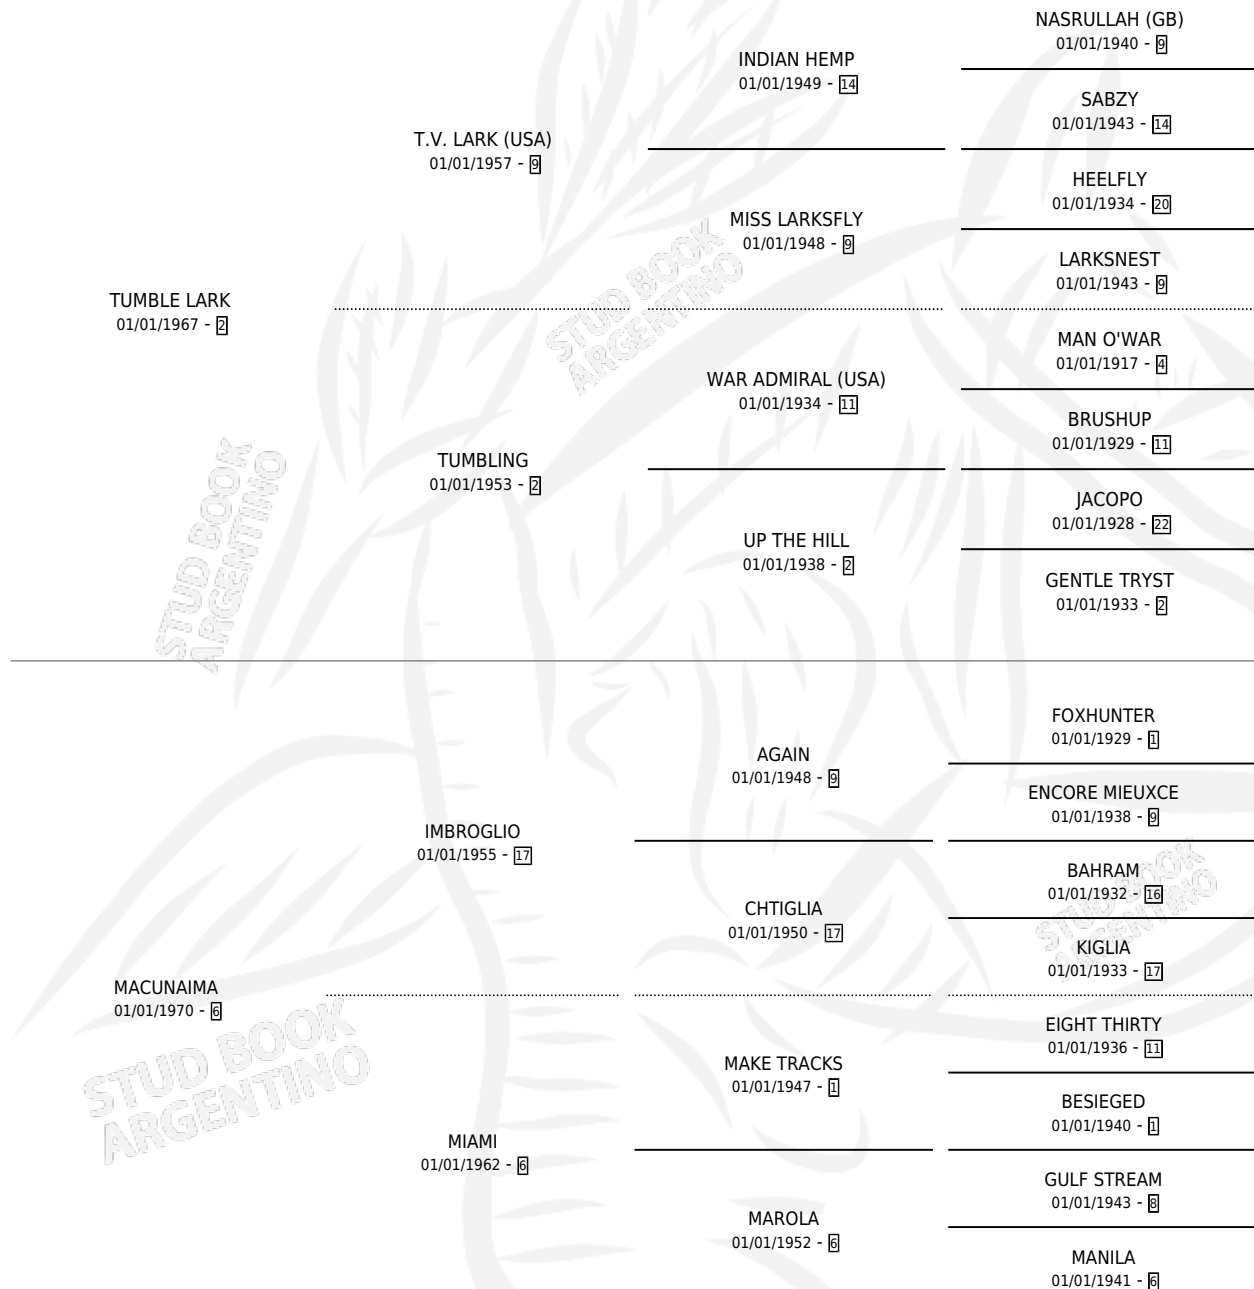 TUMBLE LARK
01/01/1967 - 2
T.V. LARK (USA)
01/01/1957 - 9
TUMBLING
01/01/1953 - 2
INDIAN HEMP
01/01/1949 - 14
MISS LARKSFLY
01/01/1948 - 9
WAR ADMIRAL (USA)
01/01/1934 - 11
UP THE HILL
01/01/1938 - 2
NASRULLAH (GB)
01/01/1940 - 9
SABZY
01/01/1943 - 14
HEELFLY
01/01/1934 - 20
LARKSNEST
01/01/1943 - 9
MAN O'WAR
01/01/1917 - 4
BRUSHUP
01/01/1929 - 11
JACOPO
01/01/1928 - 22
GENTLE TRYST
01/01/1933 - 2
STUD BOOK
ARGENTINO
STUD BOOK
ARGENTINO
MACUNAIMA
01/01/1970 - 6
IMBROGLIO
01/01/1955 - 17
MIAMI
01/01/1962 - 6
AGAIN
01/01/1948 - 9
CHTIGLIA
01/01/1950 - 17
MAKE TRACKS
01/01/1947 - 1
MAROLA
01/01/1952 - 6
FOXHUNTER
01/01/1929 - 1
ENCORE MIEUXCE
01/01/1938 - 9
BAHRAM
01/01/1932 - 16
KIGLIA
01/01/1933 - 17
EIGHT THIRTY
01/01/1936 - 11
BESIEGED
01/01/1940 - 1
GULF STREAM
01/01/1943 - 8
MANILA
01/01/1941 - 6
STUD BOOK
ARGENTINO
STUD BOOK
ARGENTINO